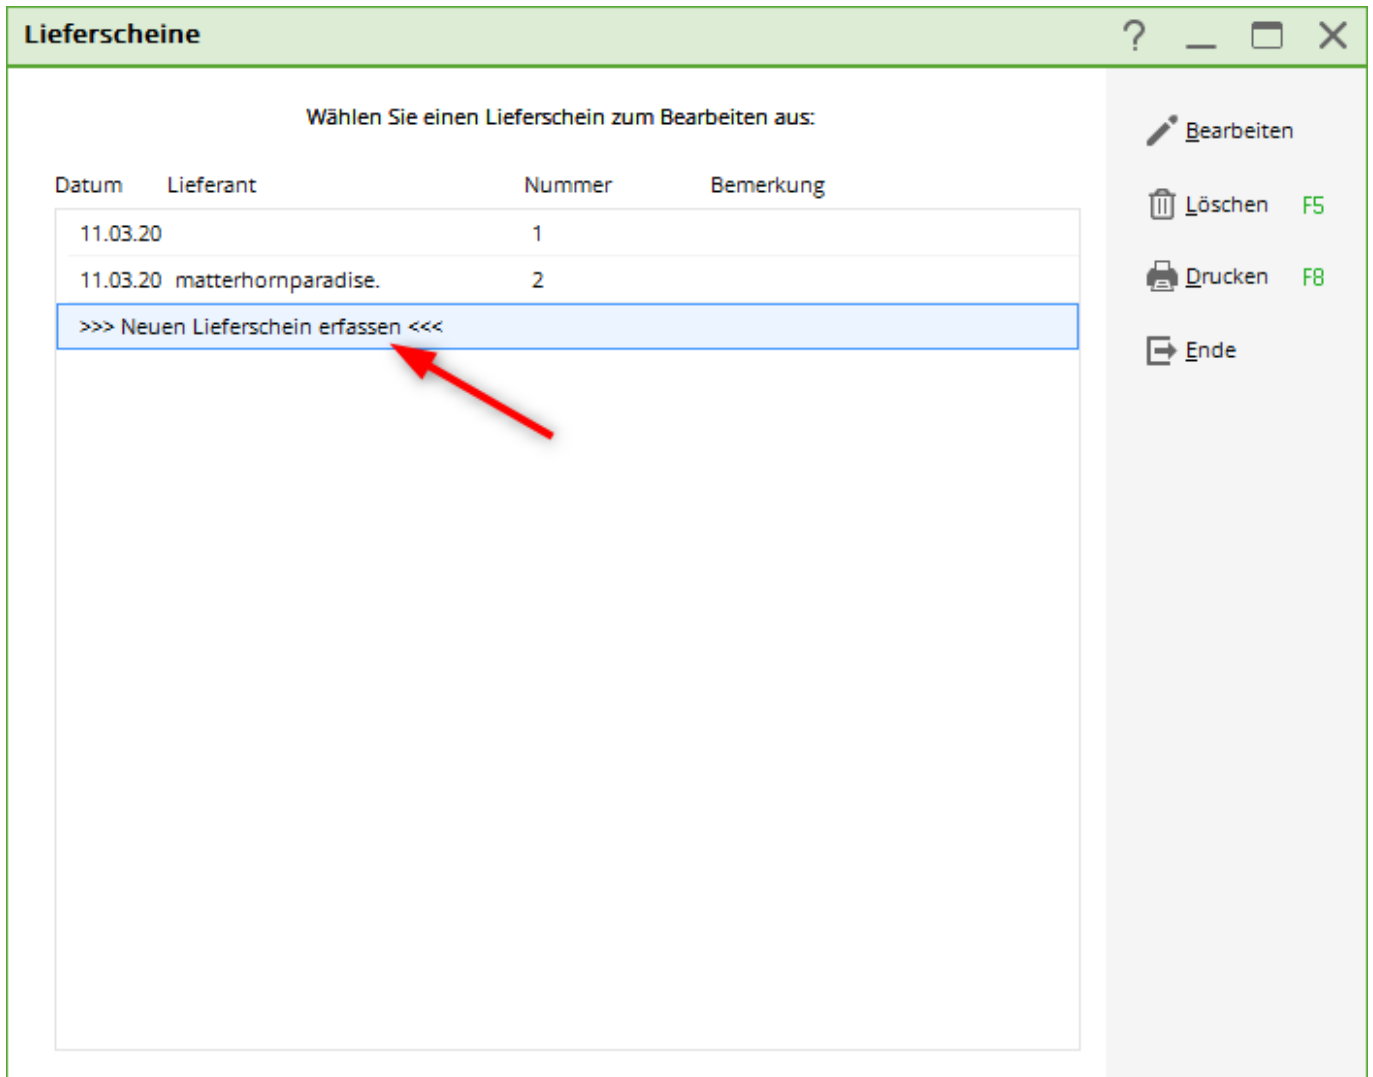 Lieferscheine
Wählen Sie einen Lieferschein zum Bearbeiten aus:
Datum Lieferant Nummer Bemerkung
11.03.20 1
11.03.20 matterhornparadise. 2
>>> Neuen Lieferschein erfassen <<<
Bearbeiten
Löschen F5
Drucken F8
Ende